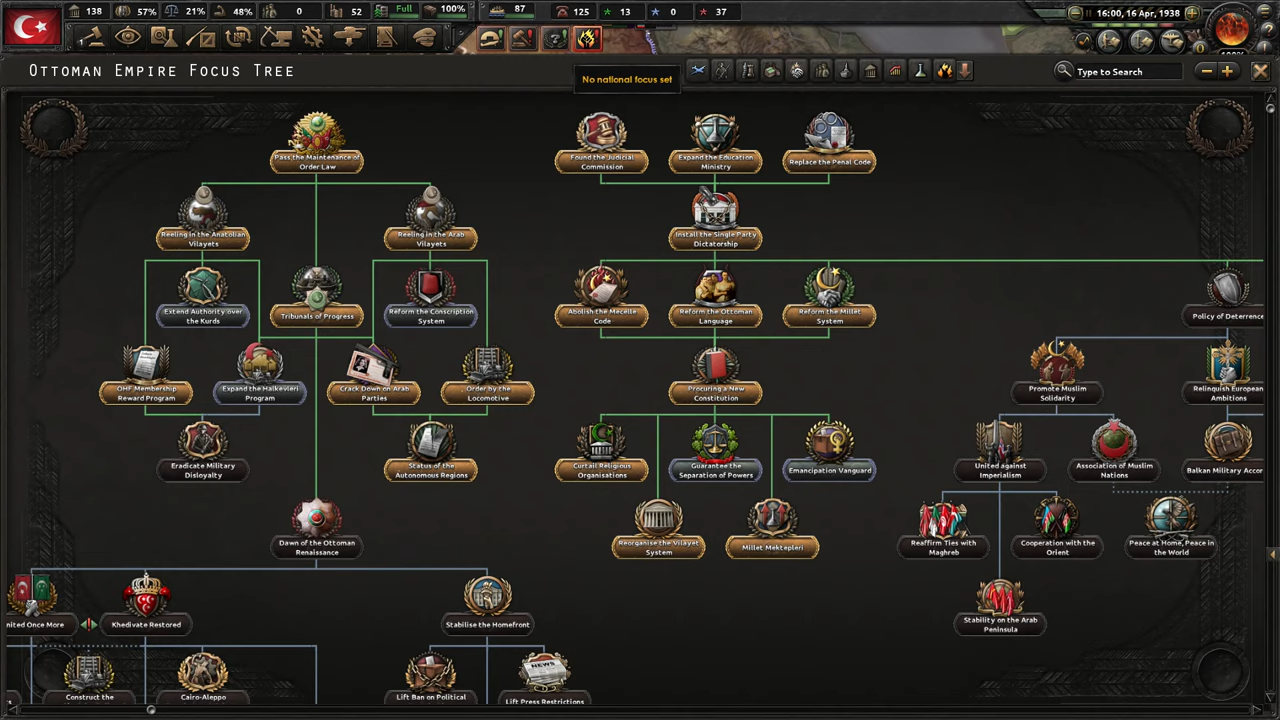 138
57%
21%
48%
0
52
Full
100%
87
125
13
0
37
16:00, 16 Apr, 1938
OTTOMAN EMPIRE FOCUS TREE
No national focus set
Type to Search
Pass the Maintenance of
Order Law
Found the Judicial
Commission
Expand the Education
Ministry
Replace the Penal Code
Reeling in the Anatolian
Vilayets
Reeling in the Arab
Vilayets
Install the Single Party
Dictatorship
Extend Authority over
the Kurds
Tribunals of Progress
Reform the Conscription
System
Abolish the Mecelle
Code
Reform the Ottoman
Language
Reform the Millet
System
Policy of Deterrence
OHF Membership
Reward Program
Expand the Halkevleri
Program
Crack Down on Arab
Parties
Order by the
Locomotive
Procuring a New
Constitution
Promote Muslim
Solidarity
Relinquish European
Ambitions
Eradicate Military
Disloyalty
Status of the
Autonomous Regions
Curtail Religious
Organisations
Guarantee the
Separation of Powers
Emancipation Vanguard
United against
Imperialism
Association of Muslim
Nations
Balkan Military Accor
Dawn of the Ottoman
Renaissance
Reorganise the Vilayet
System
Millet Mektepleri
Reaffirm Ties with
Maghreb
Cooperation with the
Orient
Peace at Home, Peace in
the World
nited Once More
Khedivate Restored
Stabilise the Homefront
Stability on the Arab
Peninsula
Construct the
Cairo-Aleppo
Lift Ban on Political
NEWS
Lift Press Restrictions